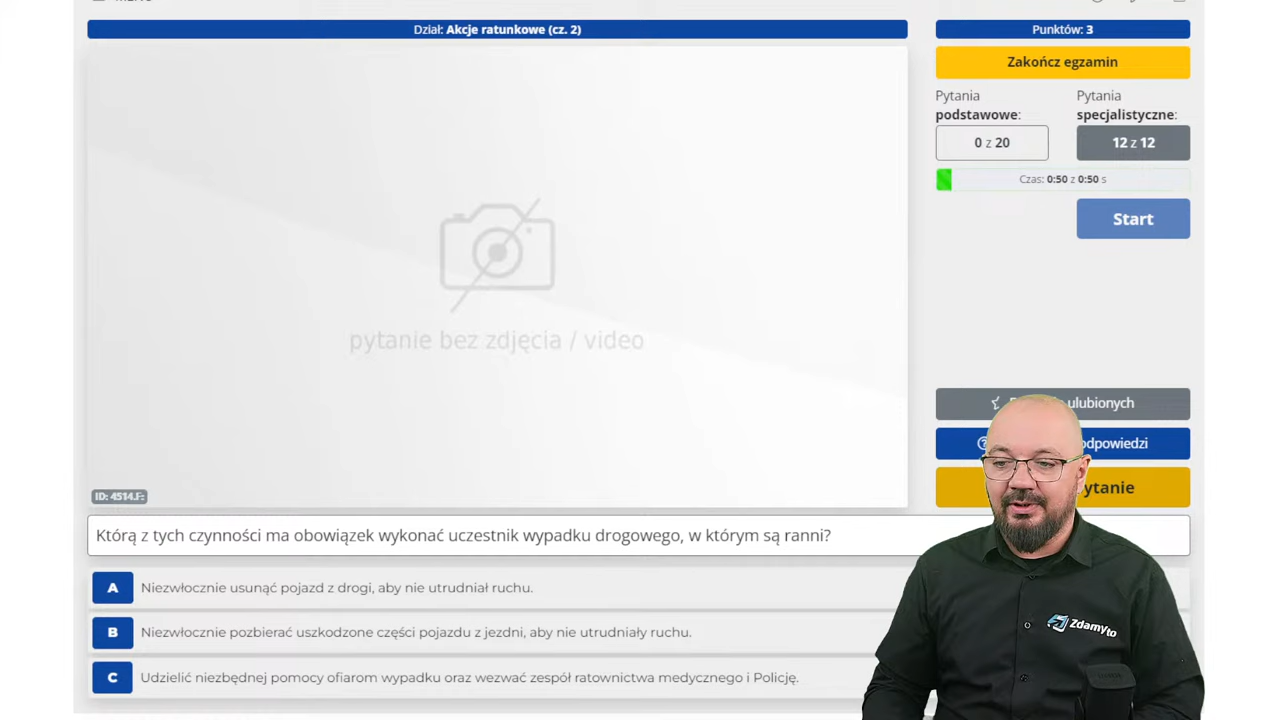 Dział: Akcje ratunkowe (cz. 2)
Punktów: 3
Zakończ egzamin
Pytania podstawowe:
0 z 20
Pytania specjalistyczne:
12 z 12
Czas: 0:50 z 0:50 s
Start
pytanie bez zdjęcia / video
ulubionych
odpowiedzi
ID: 4514.F
Którą z tych czynności ma obowiązek wykonać uczestnik wypadku drogowego, w którym są ranni?
A Niezwłocznie usunąć pojazd z drogi, aby nie utrudniał ruchu.
B Niezwłocznie pozbierać uszkodzone części pojazdu z jezdni, aby nie utrudniały ruchu.
C Udzielić niezbędnej pomocy ofiarom wypadku oraz wezwać zespół ratownictwa medycznego i Policję.
Zdamyto